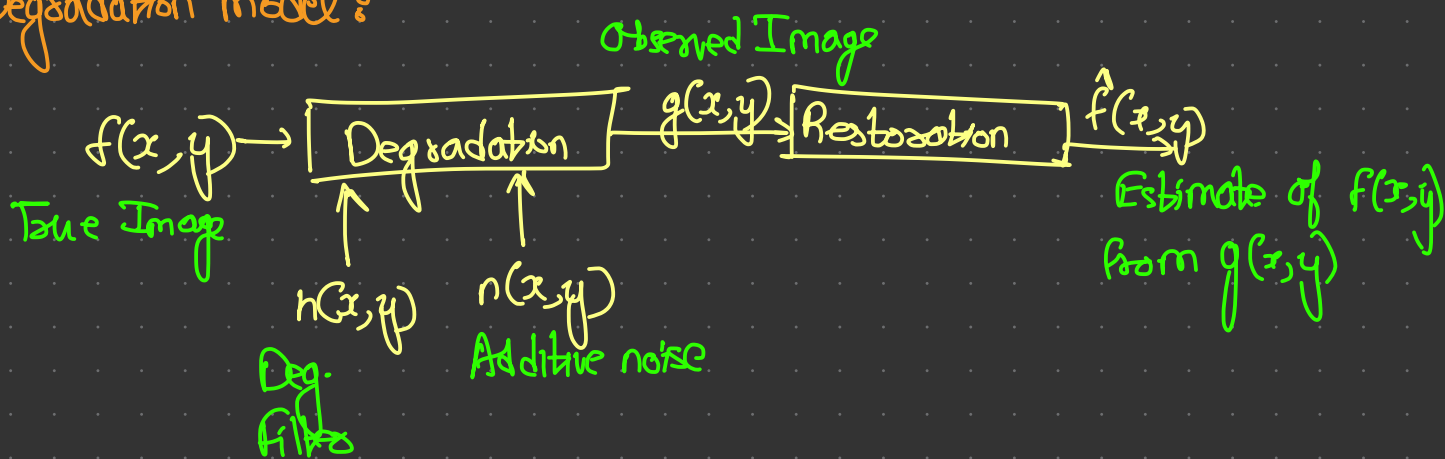 Degradation model :
Observed Image
f(x,y) → Degradation g(x,y) Restoration f̂(x,y)
True Image
Estimate of f(x,y)
from g(x,y)
h(x,y) n(x,y)
Additive noise
Deg.
Filter